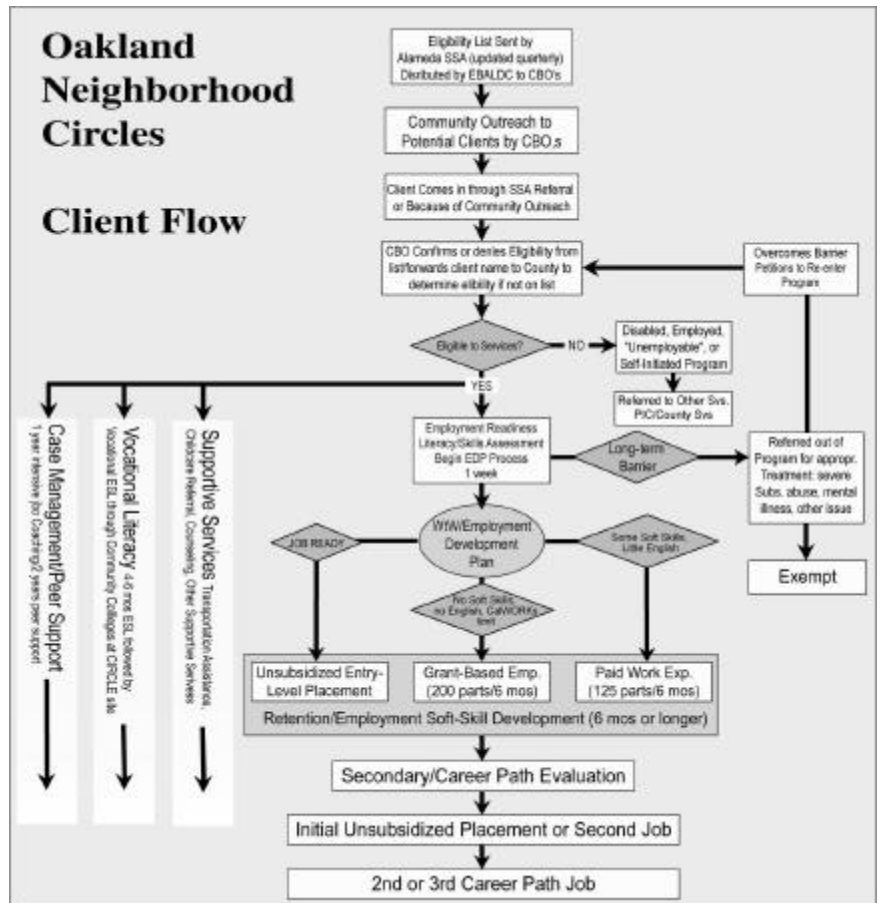 Oakland
Neighborhood
Circles
Client Flow
Eligibility List Sent by
Alameda SSA (updated quarterly)
Disributed by EBALDC to CBO's
Community Outreach to
Potential Clients by CBO,s
Client Comes in through SSA Referral
or Because of Community Outreach
CBO Confirms or denies Eligibility from
list/forwards client name to County to
determine elibility if not on list
Overcomes Barrier
Petitions to Re-enter
Program
Eligible to Services?
NO
Disabled, Employed,
"Unemployable", or
Self-Initiated Program
Referred to Other Svs.
PIC/County Svs
YES
Employment Readiness
Literacy/Skills Assessment
Begin EDP Process
1 week
Long-term
Barrier
Referred out of
Program for appropr.
Treatment: severe
Subs. abuse, mental
illness, other issue
Exempt
Case Management/Peer Support
1 year intensive jbo Coaching/2 years peer support
Vocational Literacy 4-6 mos ESL followed by
Vocational ESL through Community Colleges at CIRCLE site
Supportive Services Transportation Assistance,
Childcare Referral, Counseling, Other Supportive Serivses
JOB READY
WtW/Employment
Development
Plan
Some Soft Skills,
Little English
No Soft Skills,
no English, CalWORKs
limit
Unsubsidized Entry-
Level Placement
Grant-Based Emp.
(200 parts/6 mos)
Paid Work Exp.
(125 parts/6 mos)
Retention/Employment Soft-Skill Development (6 mos or longer)
Secondary/Career Path Evaluation
Initial Unsubsidized Placement or Second Job
2nd or 3rd Career Path Job